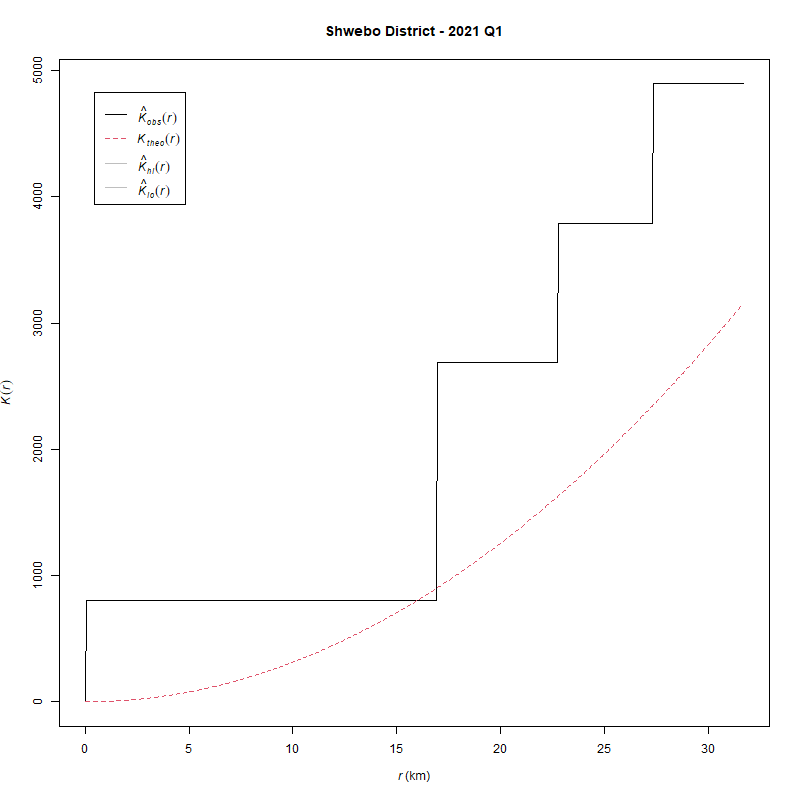 Shwebo District - 2021 Q1
K̂obs(r)
Ktheo(r)
K̂hi(r)
K̂lo(r)
K(r)
5000
4000
3000
2000
1000
0
0 5 10 15 20 25 30
r (km)